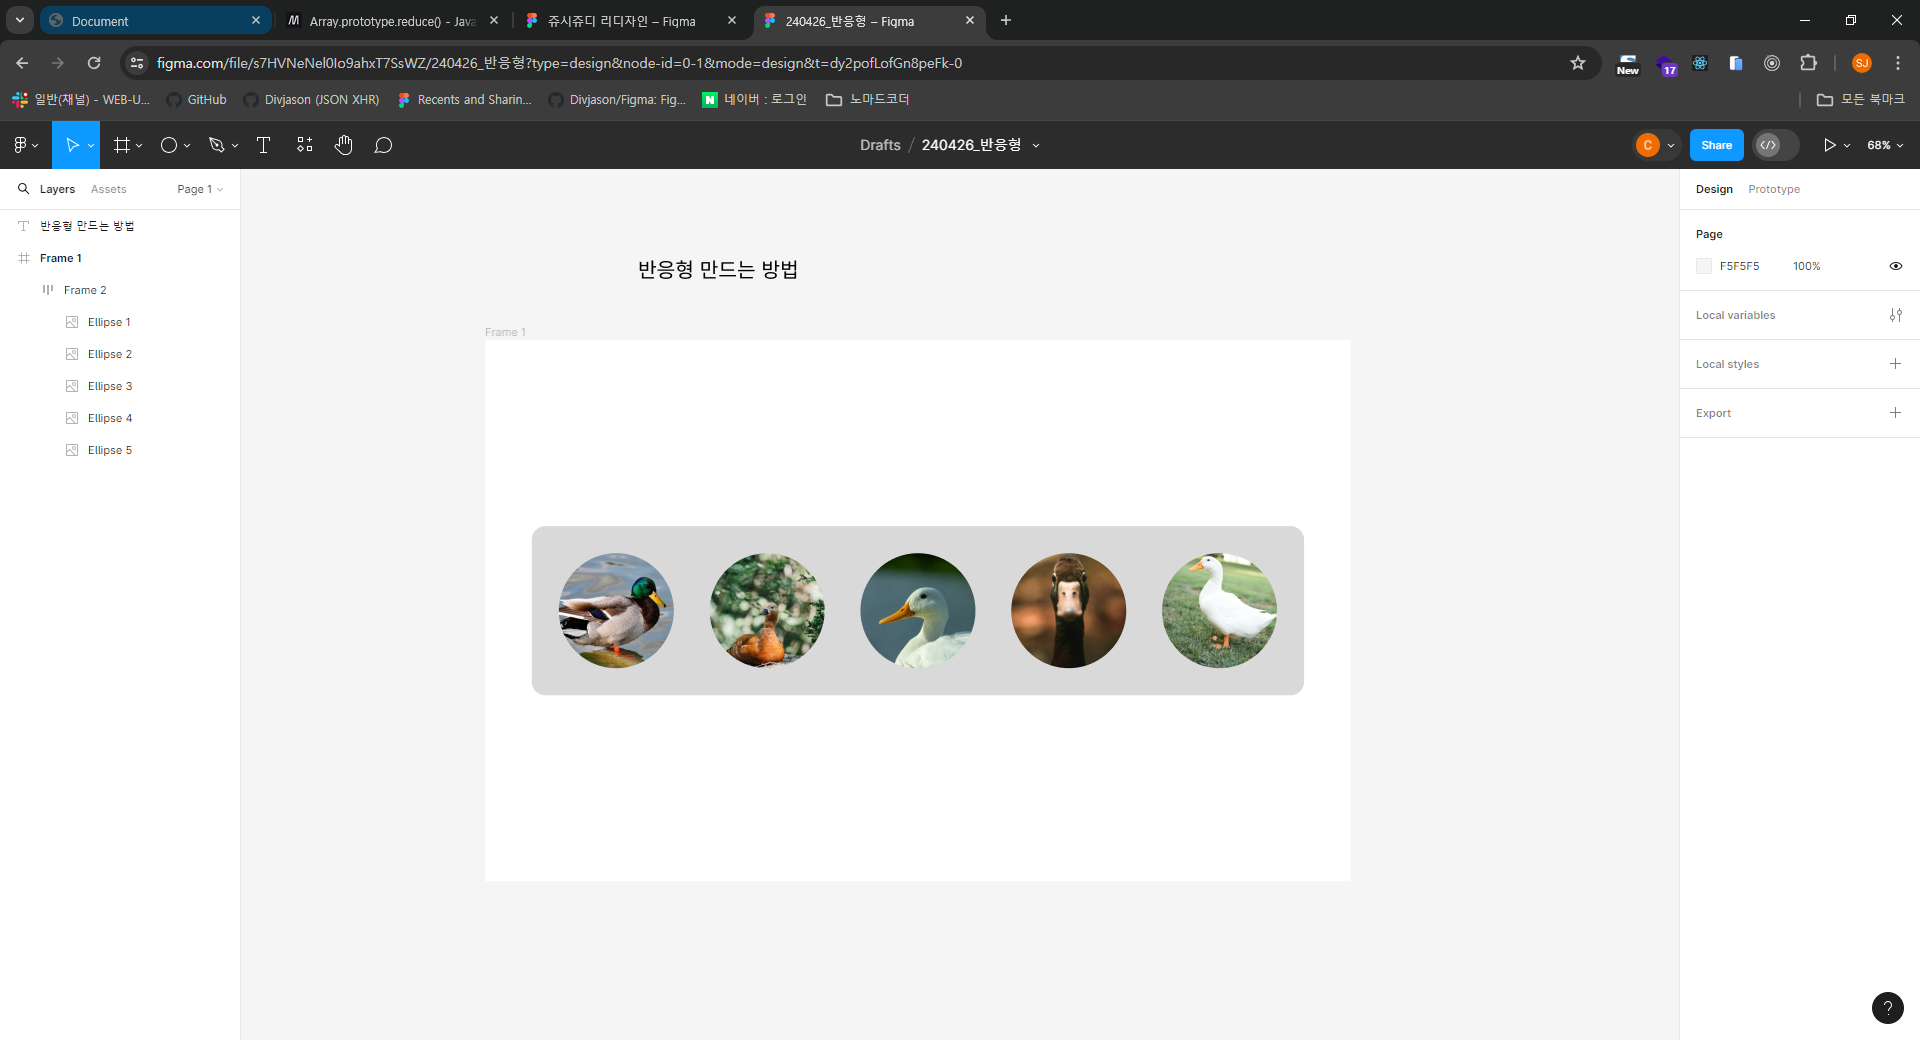 Document
Array.prototype.reduce() - Java
쥬시쥬디 리디자인 – Figma
240426_반응형 – Figma
figma.com/file/s7HVNeNel0Io9ahxT7SsWZ/240426_반응형?type=design&node-id=0-1&mode=design&t=dy2pofLofGn8peFk-0
New
17
SJ
일반(채널) - WEB-U...
GitHub
Divjason (JSON XHR)
Recents and Sharin...
Divjason/Figma: Fig...
N
네이버 : 로그인
노마드코더
모든 북마크
Drafts / 240426_반응형
C
Share
68%
Layers
Assets
Page 1
Design
Prototype
반응형 만드는 방법
Frame 1
Frame 2
Ellipse 1
Ellipse 2
Ellipse 3
Ellipse 4
Ellipse 5
반응형 만드는 방법
Frame 1
Page
F5F5F5
100%
Local variables
Local styles
Export
?